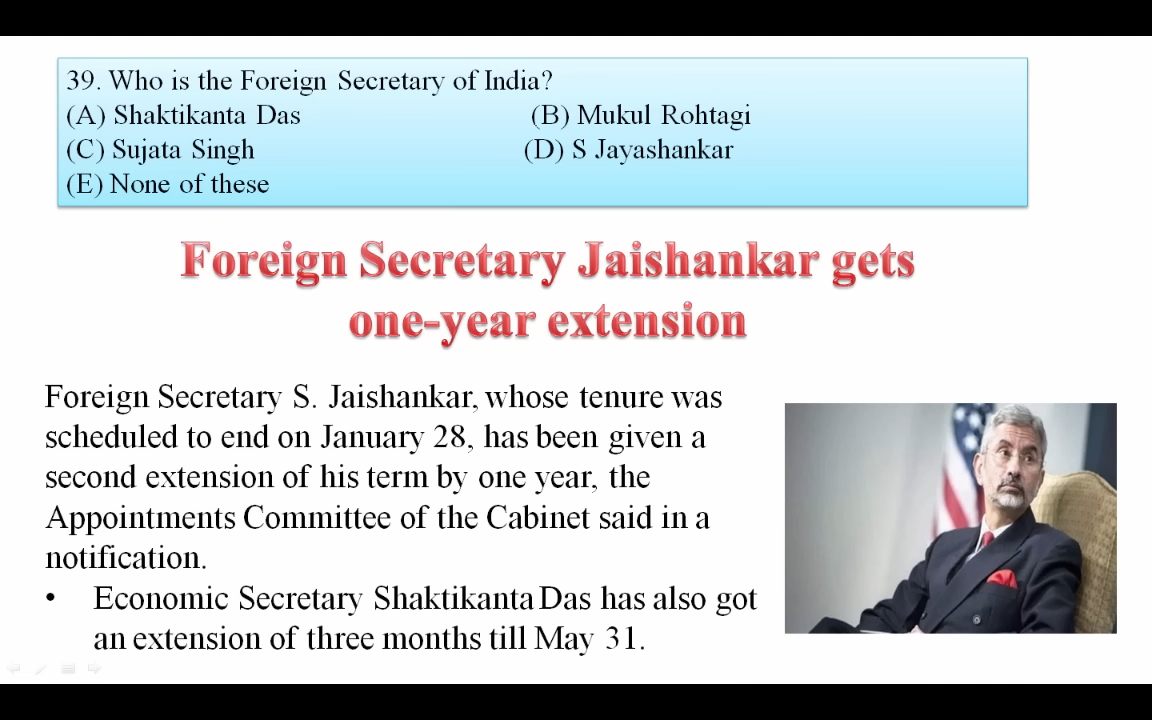 39. Who is the Foreign Secretary of India?
(A) Shaktikanta Das (B) Mukul Rohtagi
(C) Sujata Singh (D) S Jayashankar
(E) None of these
Foreign Secretary Jaishankar gets
one-year extension
Foreign Secretary S. Jaishankar, whose tenure was
scheduled to end on January 28, has been given a
second extension of his term by one year, the
Appointments Committee of the Cabinet said in a
notification.
• Economic Secretary Shaktikanta Das has also got
an extension of three months till May 31.